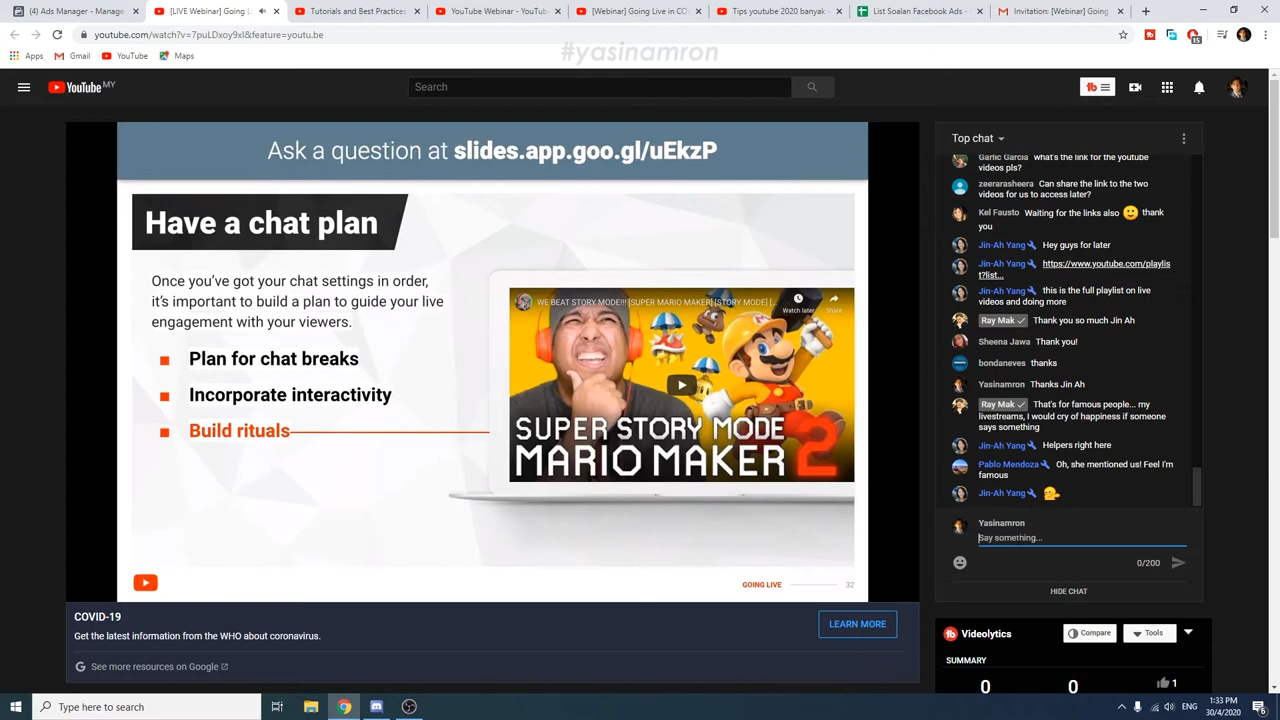 (4) Ads Manager - Manage
[LIVE Webinar] Going Li
Tutorials and Best Practices
YouTube Webinar - YouTube
[Webinar] Going Live in CO
Tips youtube 2020 banyak
List Soalan Facebook Ads -
Invitation: [Webinar] Going
youtube.com/watch?v=7puLDxoy9xI&feature=youtu.be
15
Apps
Gmail
YouTube
Maps
#yasinamron
YouTube MY
Search
Ask a question at slides.app.goo.gl/uEkzP
Have a chat plan
Once you've got your chat settings in order,
it's important to build a plan to guide your live
engagement with your viewers.
Plan for chat breaks
Incorporate interactivity
Build rituals
WE BEAT STORY MODE!!! [SUPER MARIO MAKER] [STORY MODE] [...
Watch later
Share
SUPER STORY MODE
MARIO MAKER 2
GOING LIVE
32
COVID-19
Get the latest information from the WHO about coronavirus.
LEARN MORE
See more resources on Google
Top chat
Garlic Garcia what's the link for the youtube
videos pls?
zeerarasheera Can share the link to the two
videos for us to access later?
Kel Fausto Waiting for the links also 🙂 thank
you
Jin-Ah Yang Hey guys for later
Jin-Ah Yang https://www.youtube.com/playlis
t?list...
Jin-Ah Yang this is the full playlist on live
videos and doing more
Ray Mak Thank you so much Jin Ah
Sheena Jawa Thank you!
bondaneves thanks
Yasinamron Thanks Jin Ah
Ray Mak That's for famous people... my
livestreams, I would cry of happiness if someone
says something
Jin-Ah Yang Helpers right here
Pablo Mendoza Oh, she mentioned us! Feel I'm
famous
Jin-Ah Yang
Yasinamron
Say something...
0/200
HIDE CHAT
Videolytics
Compare
Tools
SUMMARY
0
0
1
Type here to search
ENG
1:33 PM
30/4/2020
6